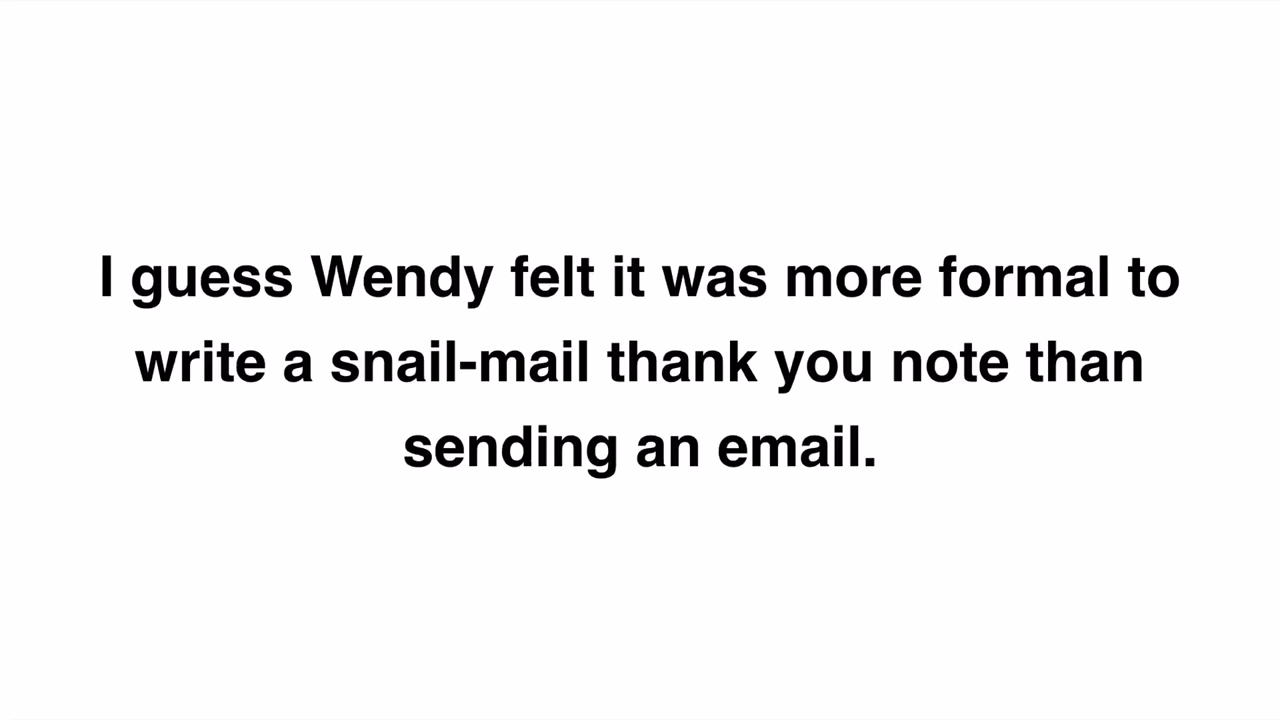 I guess Wendy felt it was more formal to
write a snail-mail thank you note than
sending an email.